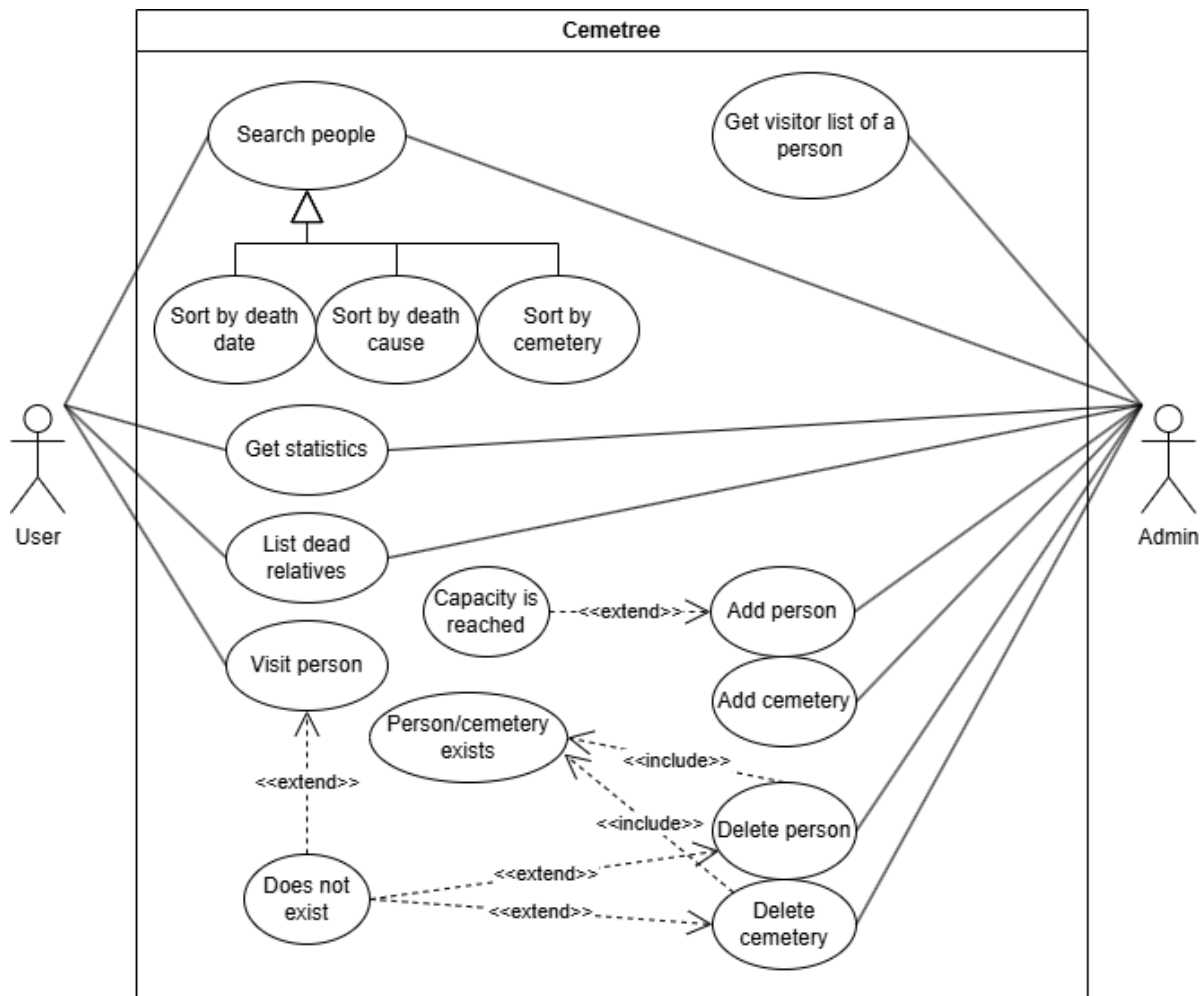 Cemetree
Search people
Get visitor list of a
person
Sort by death
date
Sort by death
cause
Sort by
cemetery
User
Admin
Get statistics
List dead
relatives
Capacity is
reached
<<extend>>
Add person
Visit person
Add cemetery
Person/cemetery
exists
<<include>>
<<extend>>
<<include>>
Delete person
<<extend>>
Does not
exist
<<extend>>
Delete
cemetery